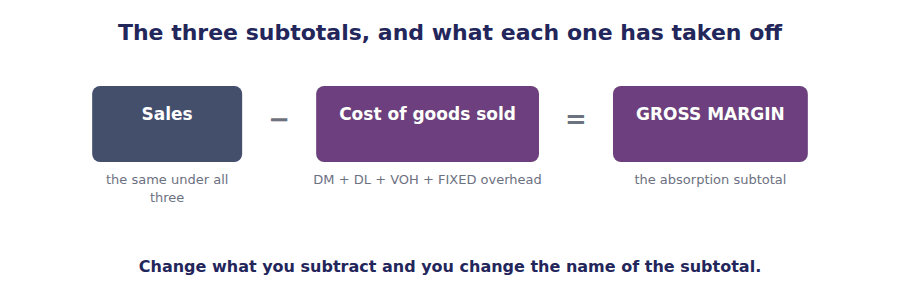 The three subtotals, and what each one has taken off
Sales
−
Cost of goods sold
=
GROSS MARGIN
the same under all
three
DM + DL + VOH + FIXED overhead
the absorption subtotal
Change what you subtract and you change the name of the subtotal.